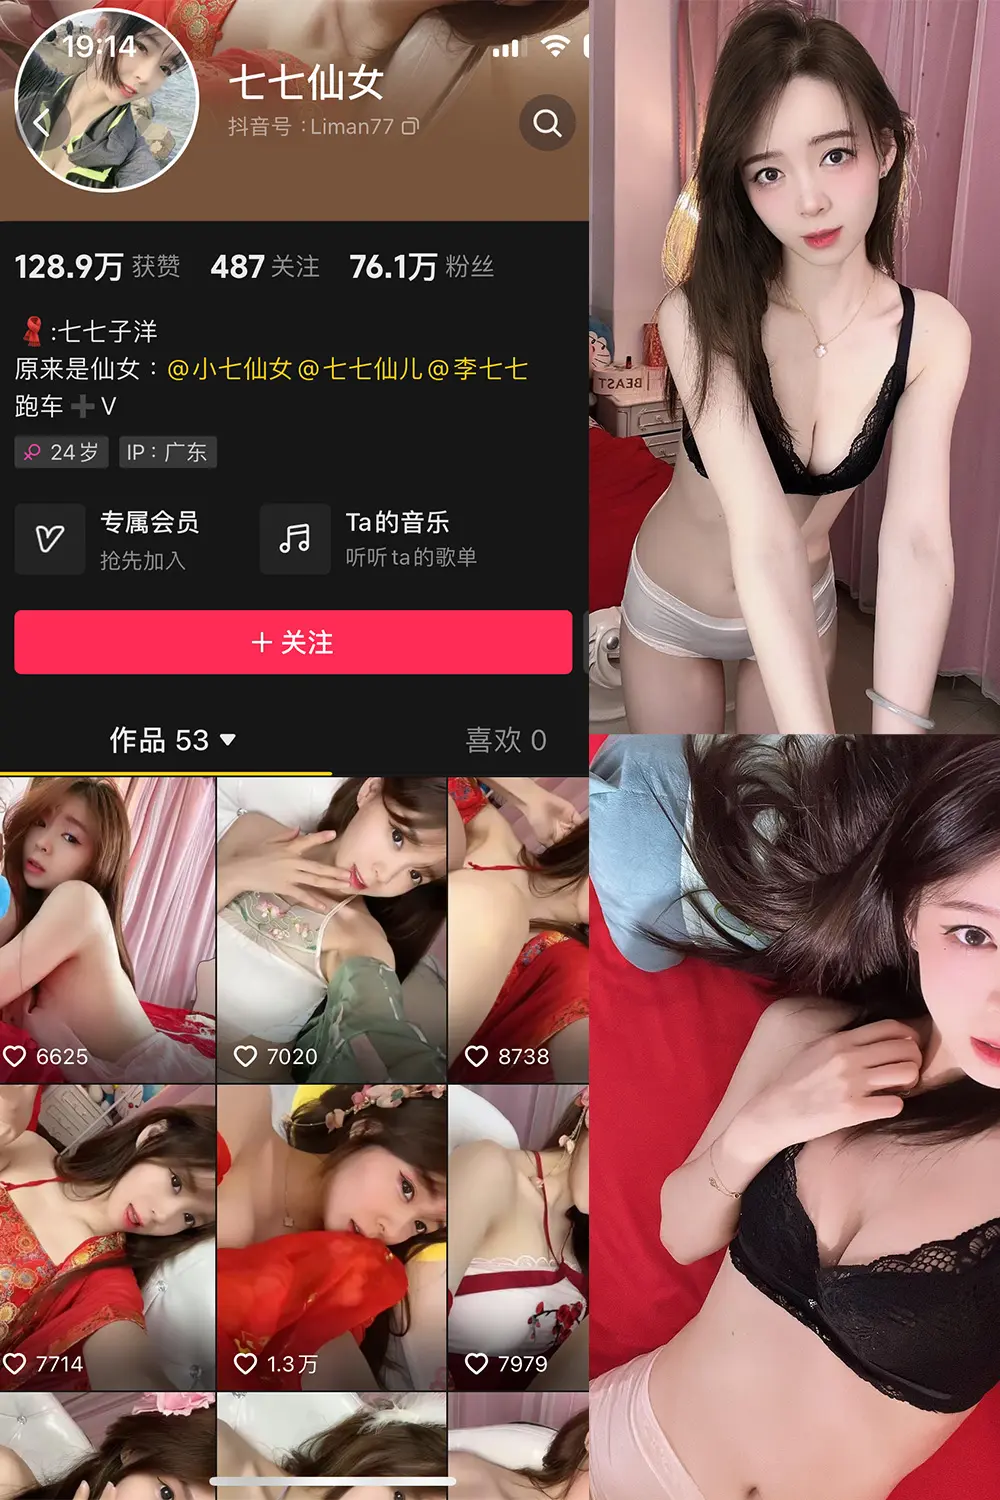 19:14
七七仙女
抖音号：Liman77
128.9万 获赞 487 关注 76.1万 粉丝
:七七子洋
原来是仙女：@小七仙女@七七仙儿@李七七
跑车➕V
24岁 IP：广东
专属会员 Ta的音乐
抢先加入 听听ta的歌单
+ 关注
作品 53 喜欢 0
6625 7020 8738
7714 1.3万 7979
BEAST